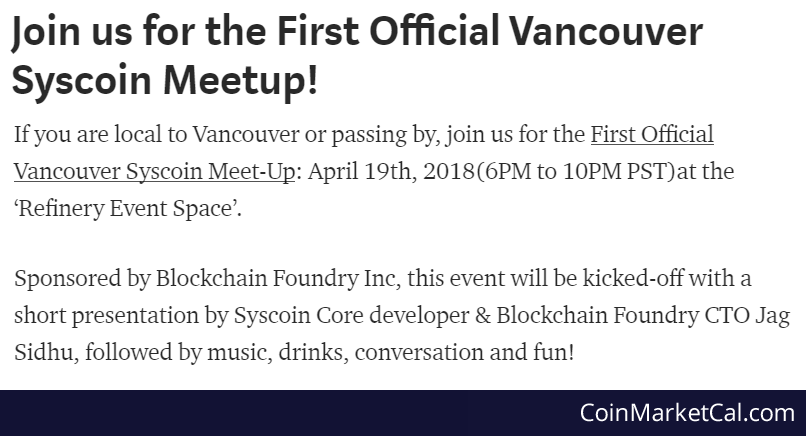 Join us for the First Official Vancouver
Syscoin Meetup!
If you are local to Vancouver or passing by, join us for the First Official
Vancouver Syscoin Meet-Up: April 19th, 2018(6PM to 10PM PST)at the
‘Refinery Event Space’.
Sponsored by Blockchain Foundry Inc, this event will be kicked-off with a
short presentation by Syscoin Core developer & Blockchain Foundry CTO Jag
Sidhu, followed by music, drinks, conversation and fun!
CoinMarketCal.com